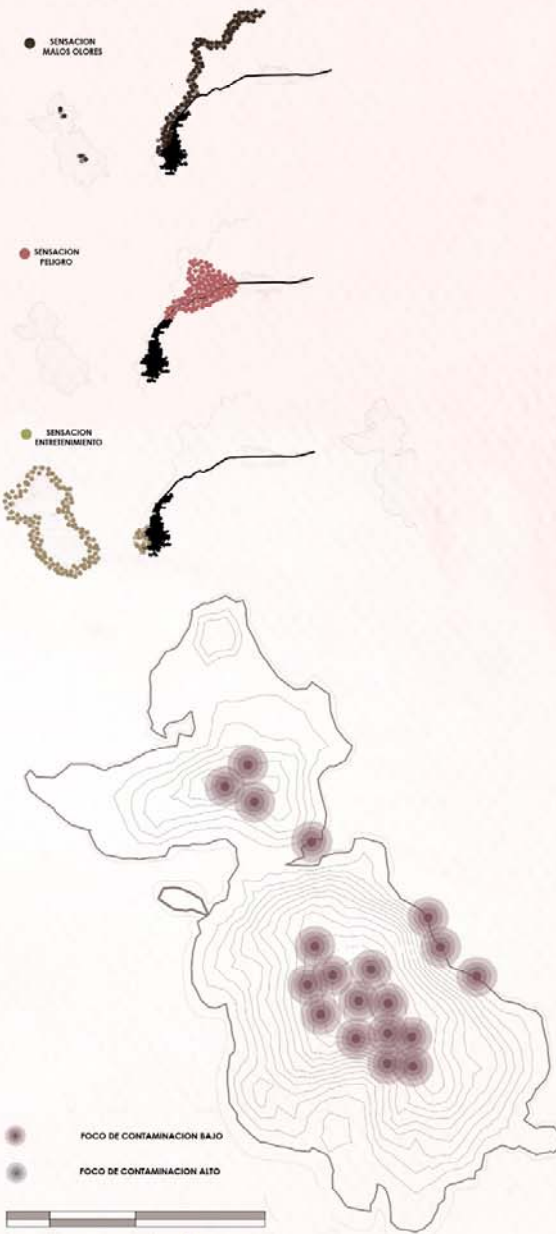 SENSACION
MALOS OLORES
SENSACION
PELIGRO
SENSACION
ENTRETENIMIENTO
FOCO DE CONTAMINACION BAJO
FOCO DE CONTAMINACION ALTO